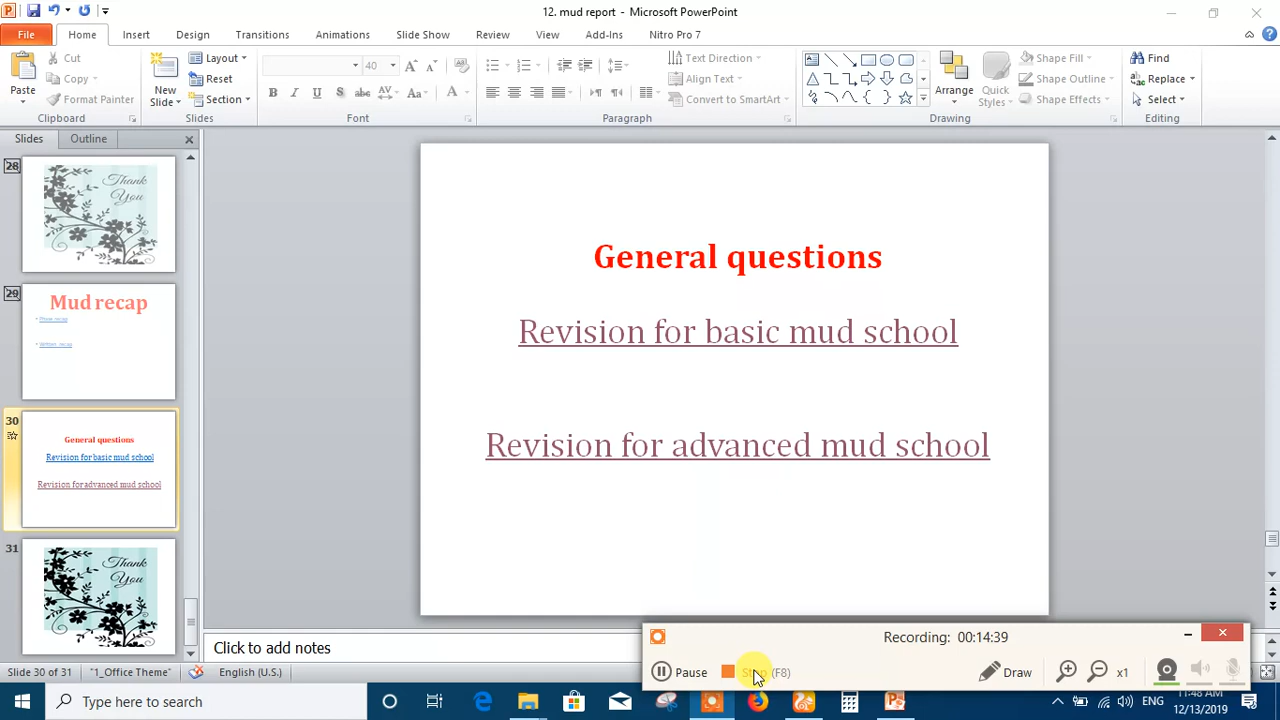 12. mud report - Microsoft PowerPoint
File Home Insert Design Transitions Animations Slide Show Review View Add-Ins Nitro Pro 7
Paste
Cut
Copy
Format Painter
Clipboard
New Slide
Layout
Reset
Section
Slides
40
B I U S abc AV Aa A
Font
Text Direction
Align Text
Convert to SmartArt
Paragraph
Arrange
Quick Styles
Shape Fill
Shape Outline
Shape Effects
Drawing
Find
Replace
Select
Editing
Slides Outline
28
Thank You
29
Mud recap
Written recap
30
General questions
Revision for basic mud school
Revision for advanced mud school
31
Thank You
General questions
Revision for basic mud school
Revision for advanced mud school
Click to add notes
Recording: 00:14:39
Pause
Stop (F8)
Draw
x1
Slide 30 of 31 "1_Office Theme" English (U.S.)
Type here to search
ENG
11:48 AM
12/13/2019